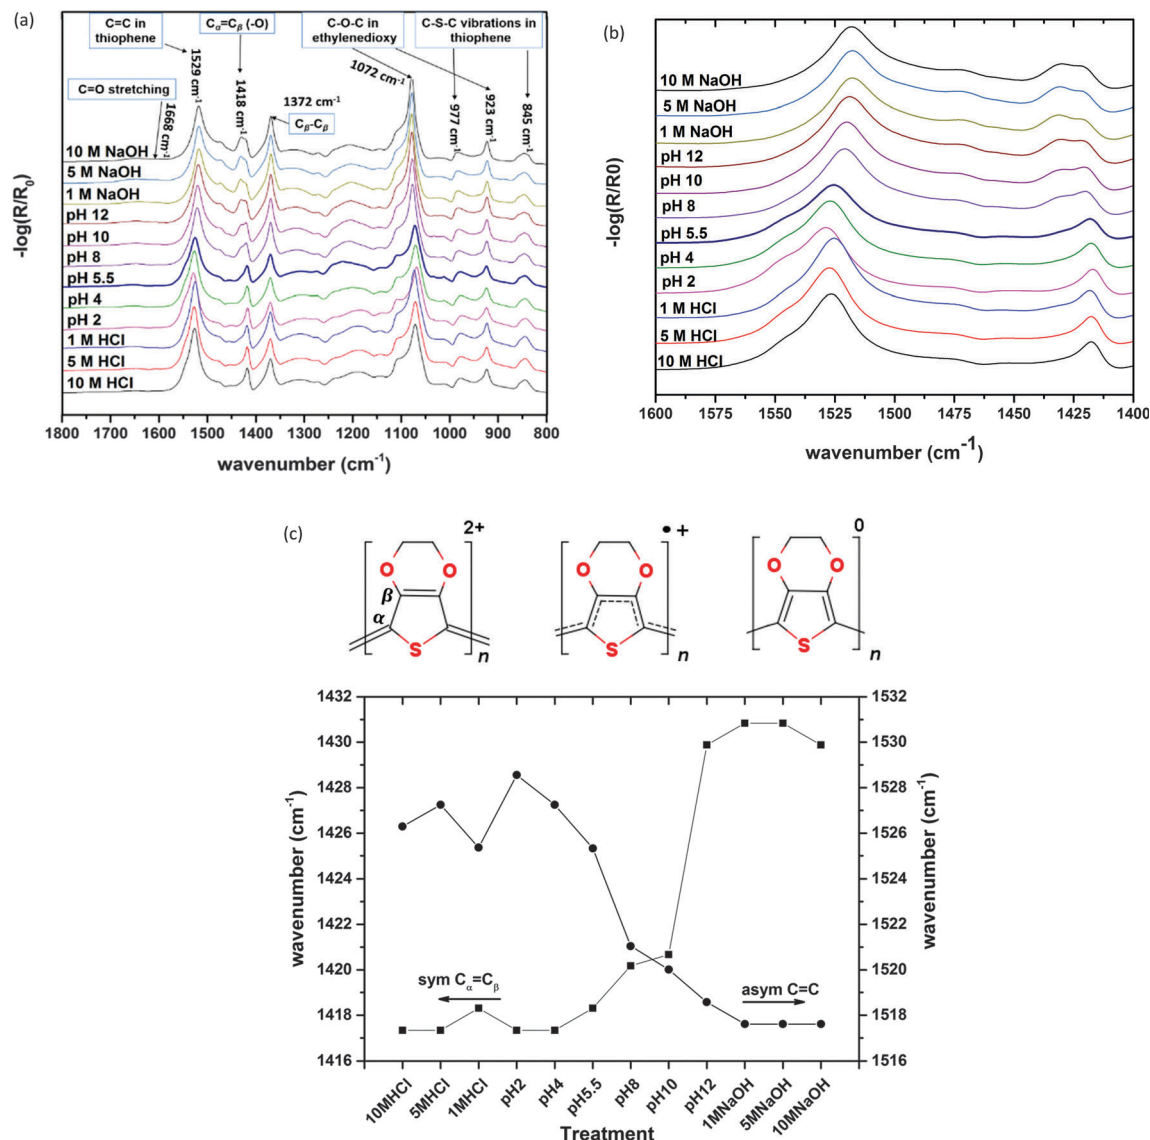 (a)
C=C in
thiophene
Cα=Cβ (-O)
C-O-C in
ethylenedioxy
C-S-C vibrations in
thiophene
1529 cm-1
1418 cm-1
1072 cm-1
C=O stretching
1668 cm-1
1372 cm-1
Cβ-Cβ
977 cm-1
923 cm-1
845 cm-1
-log(R/R0)
10 M NaOH
5 M NaOH
1 M NaOH
pH 12
pH 10
pH 8
pH 5.5
pH 4
pH 2
1 M HCl
5 M HCl
10 M HCl
1800 1700 1600 1500 1400 1300 1200 1100 1000 900 800
wavenumber (cm-1)
(b)
-log(R/R0)
10 M NaOH
5 M NaOH
1 M NaOH
pH 12
pH 10
pH 8
pH 5.5
pH 4
pH 2
1 M HCl
5 M HCl
10 M HCl
1600 1575 1550 1525 1500 1475 1450 1425 1400
wavenumber (cm-1)
(c)
2+
O O
β
α
S
n
• +
O O
S
n
0
O O
S
n
1432
1430
1428
1426
1424
1422
1420
1418
1416
wavenumber (cm-1)
sym Cα=Cβ
asym C=C
1532
1530
1528
1526
1524
1522
1520
1518
1516
wavenumber (cm-1)
10MHCl 5MHCl 1MHCl pH2 pH4 pH5.5 pH8 pH10 pH12 1MNaOH 5MNaOH 10MNaOH
Treatment